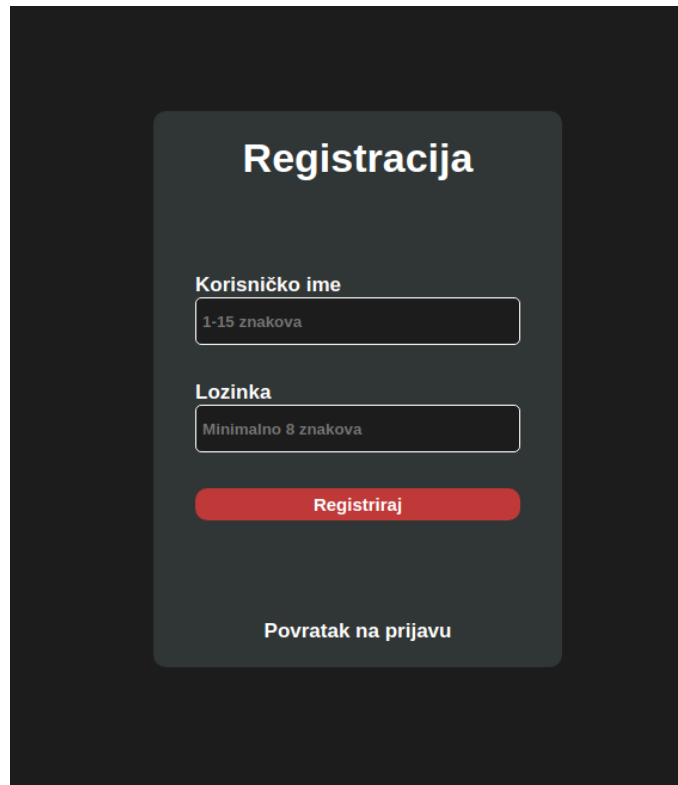 Registracija
Korisničko ime
1-15 znakova
Lozinka
Minimalno 8 znakova
Registriraj
Povratak na prijavu